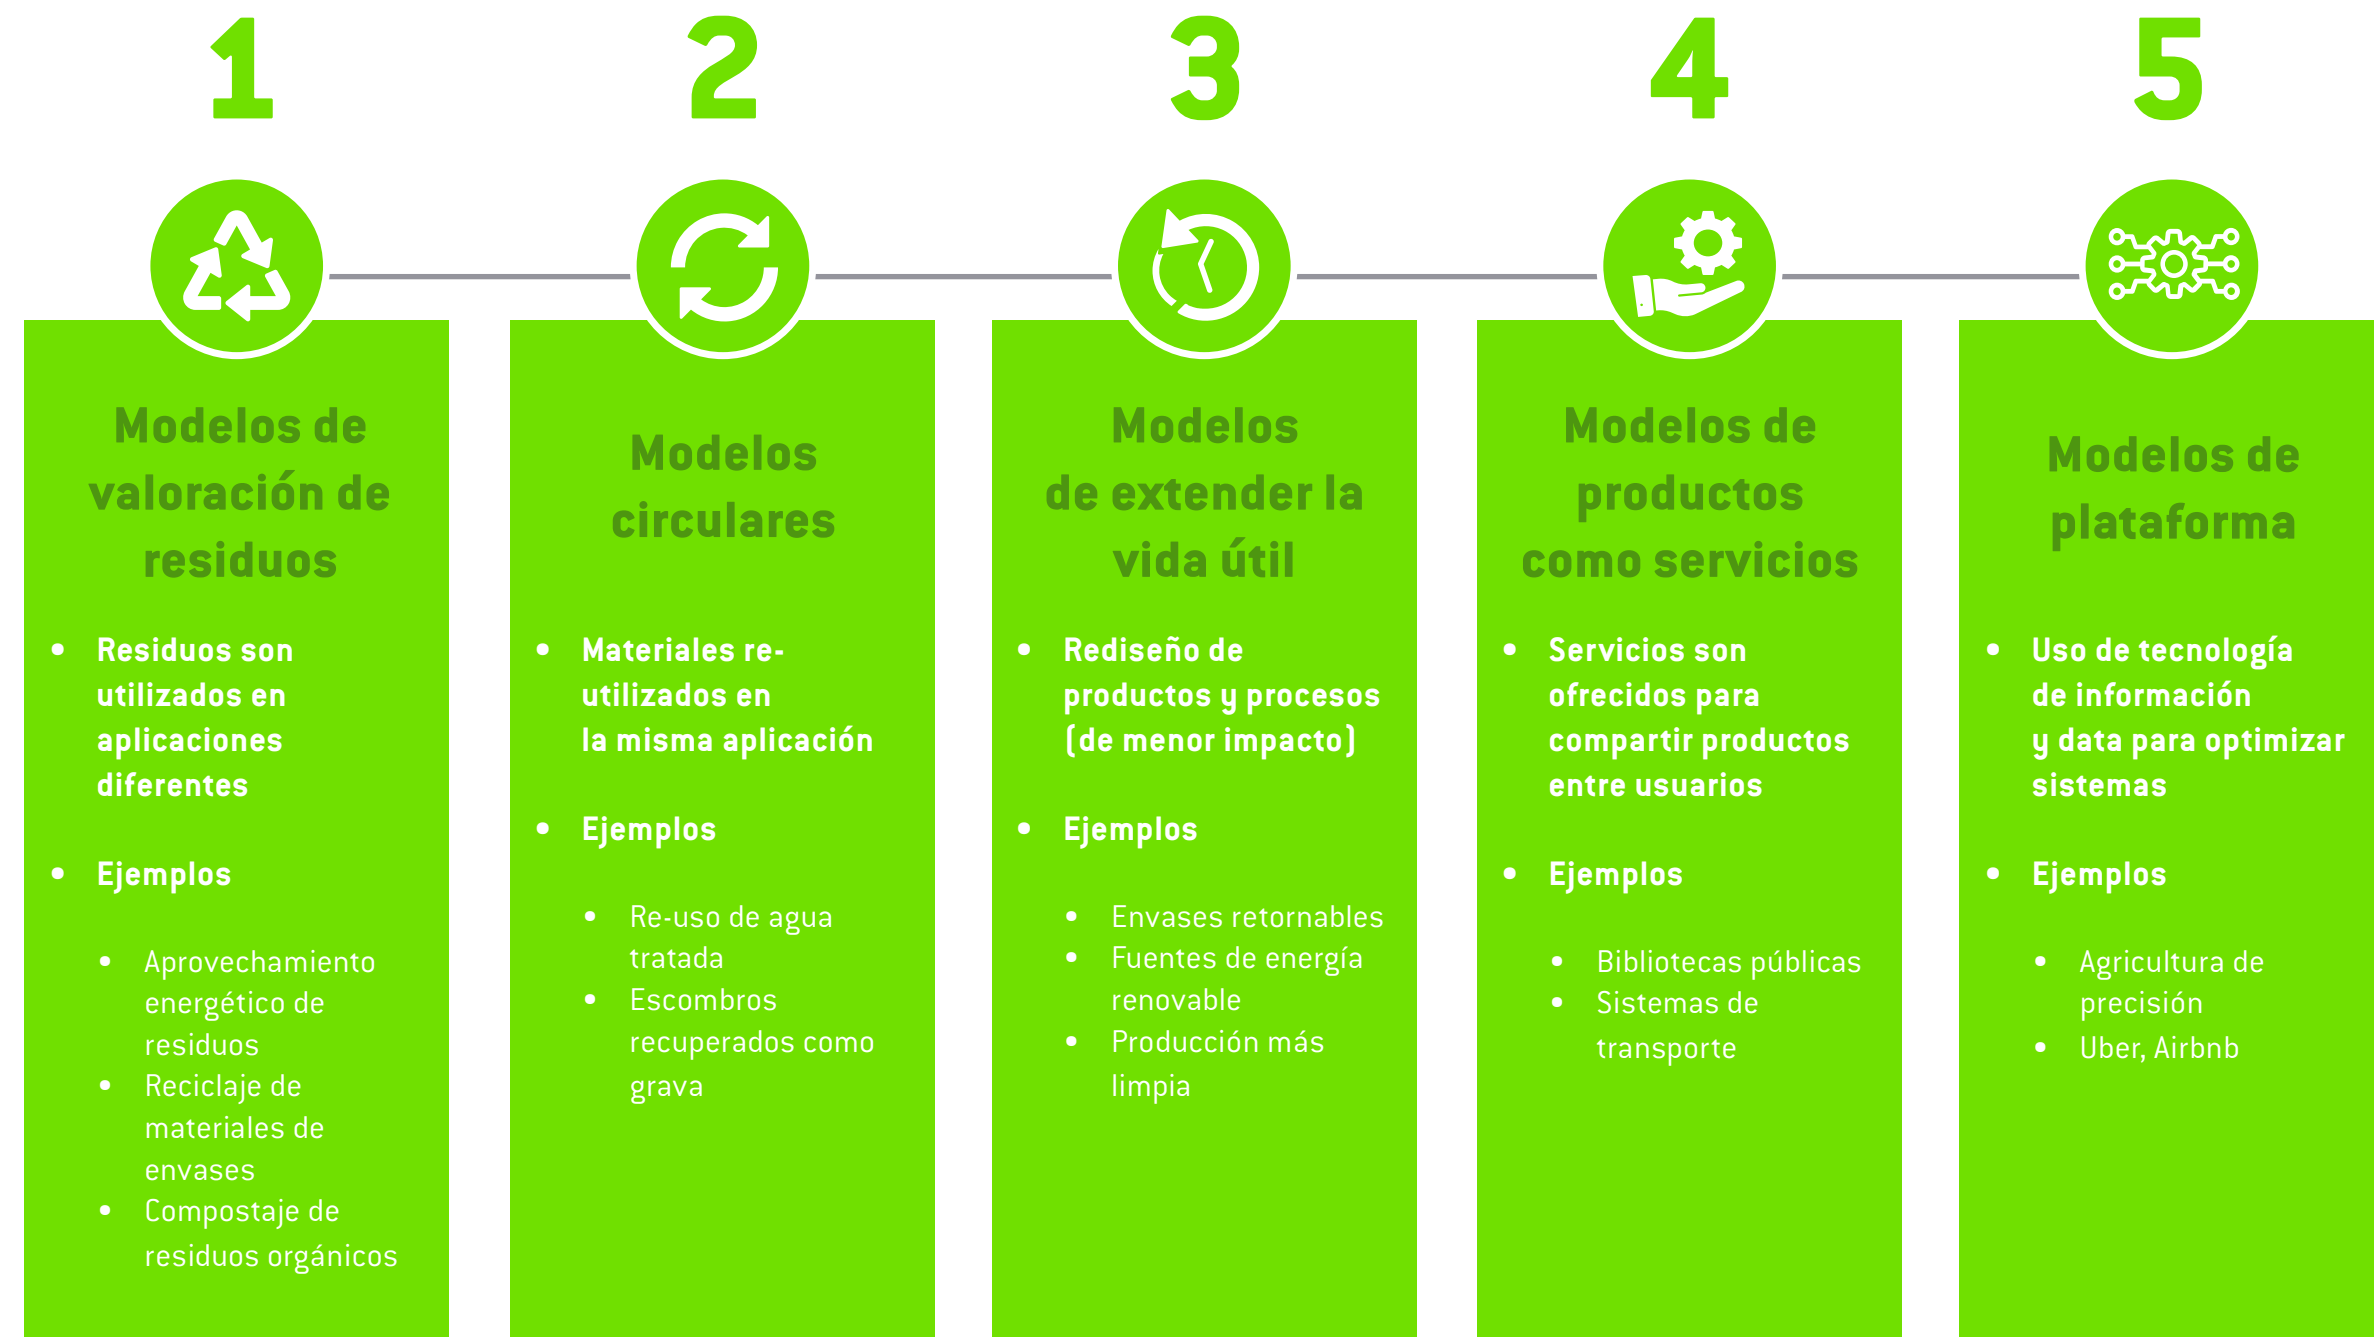 1
2
3
4
5
Modelos de
valoración de
residuos
• Residuos son
utilizados en
aplicaciones
diferentes
• Ejemplos
• Aprovechamiento
energético de
residuos
• Reciclaje de
materiales de
envases
• Compostaje de
residuos orgánicos
Modelos
circulares
• Materiales re-
utilizados en
la misma aplicación
• Ejemplos
• Re-uso de agua
tratada
• Escombros
recuperados como
grava
Modelos
de extender la
vida útil
• Rediseño de
productos y procesos
(de menor impacto)
• Ejemplos
• Envases retornables
• Fuentes de energía
renovable
• Producción más
limpia
Modelos de
productos
como servicios
• Servicios son
ofrecidos para
compartir productos
entre usuarios
• Ejemplos
• Bibliotecas públicas
• Sistemas de
transporte
Modelos de
plataforma
• Uso de tecnología
de información
y data para optimizar
sistemas
• Ejemplos
• Agricultura de
precisión
• Uber, Airbnb